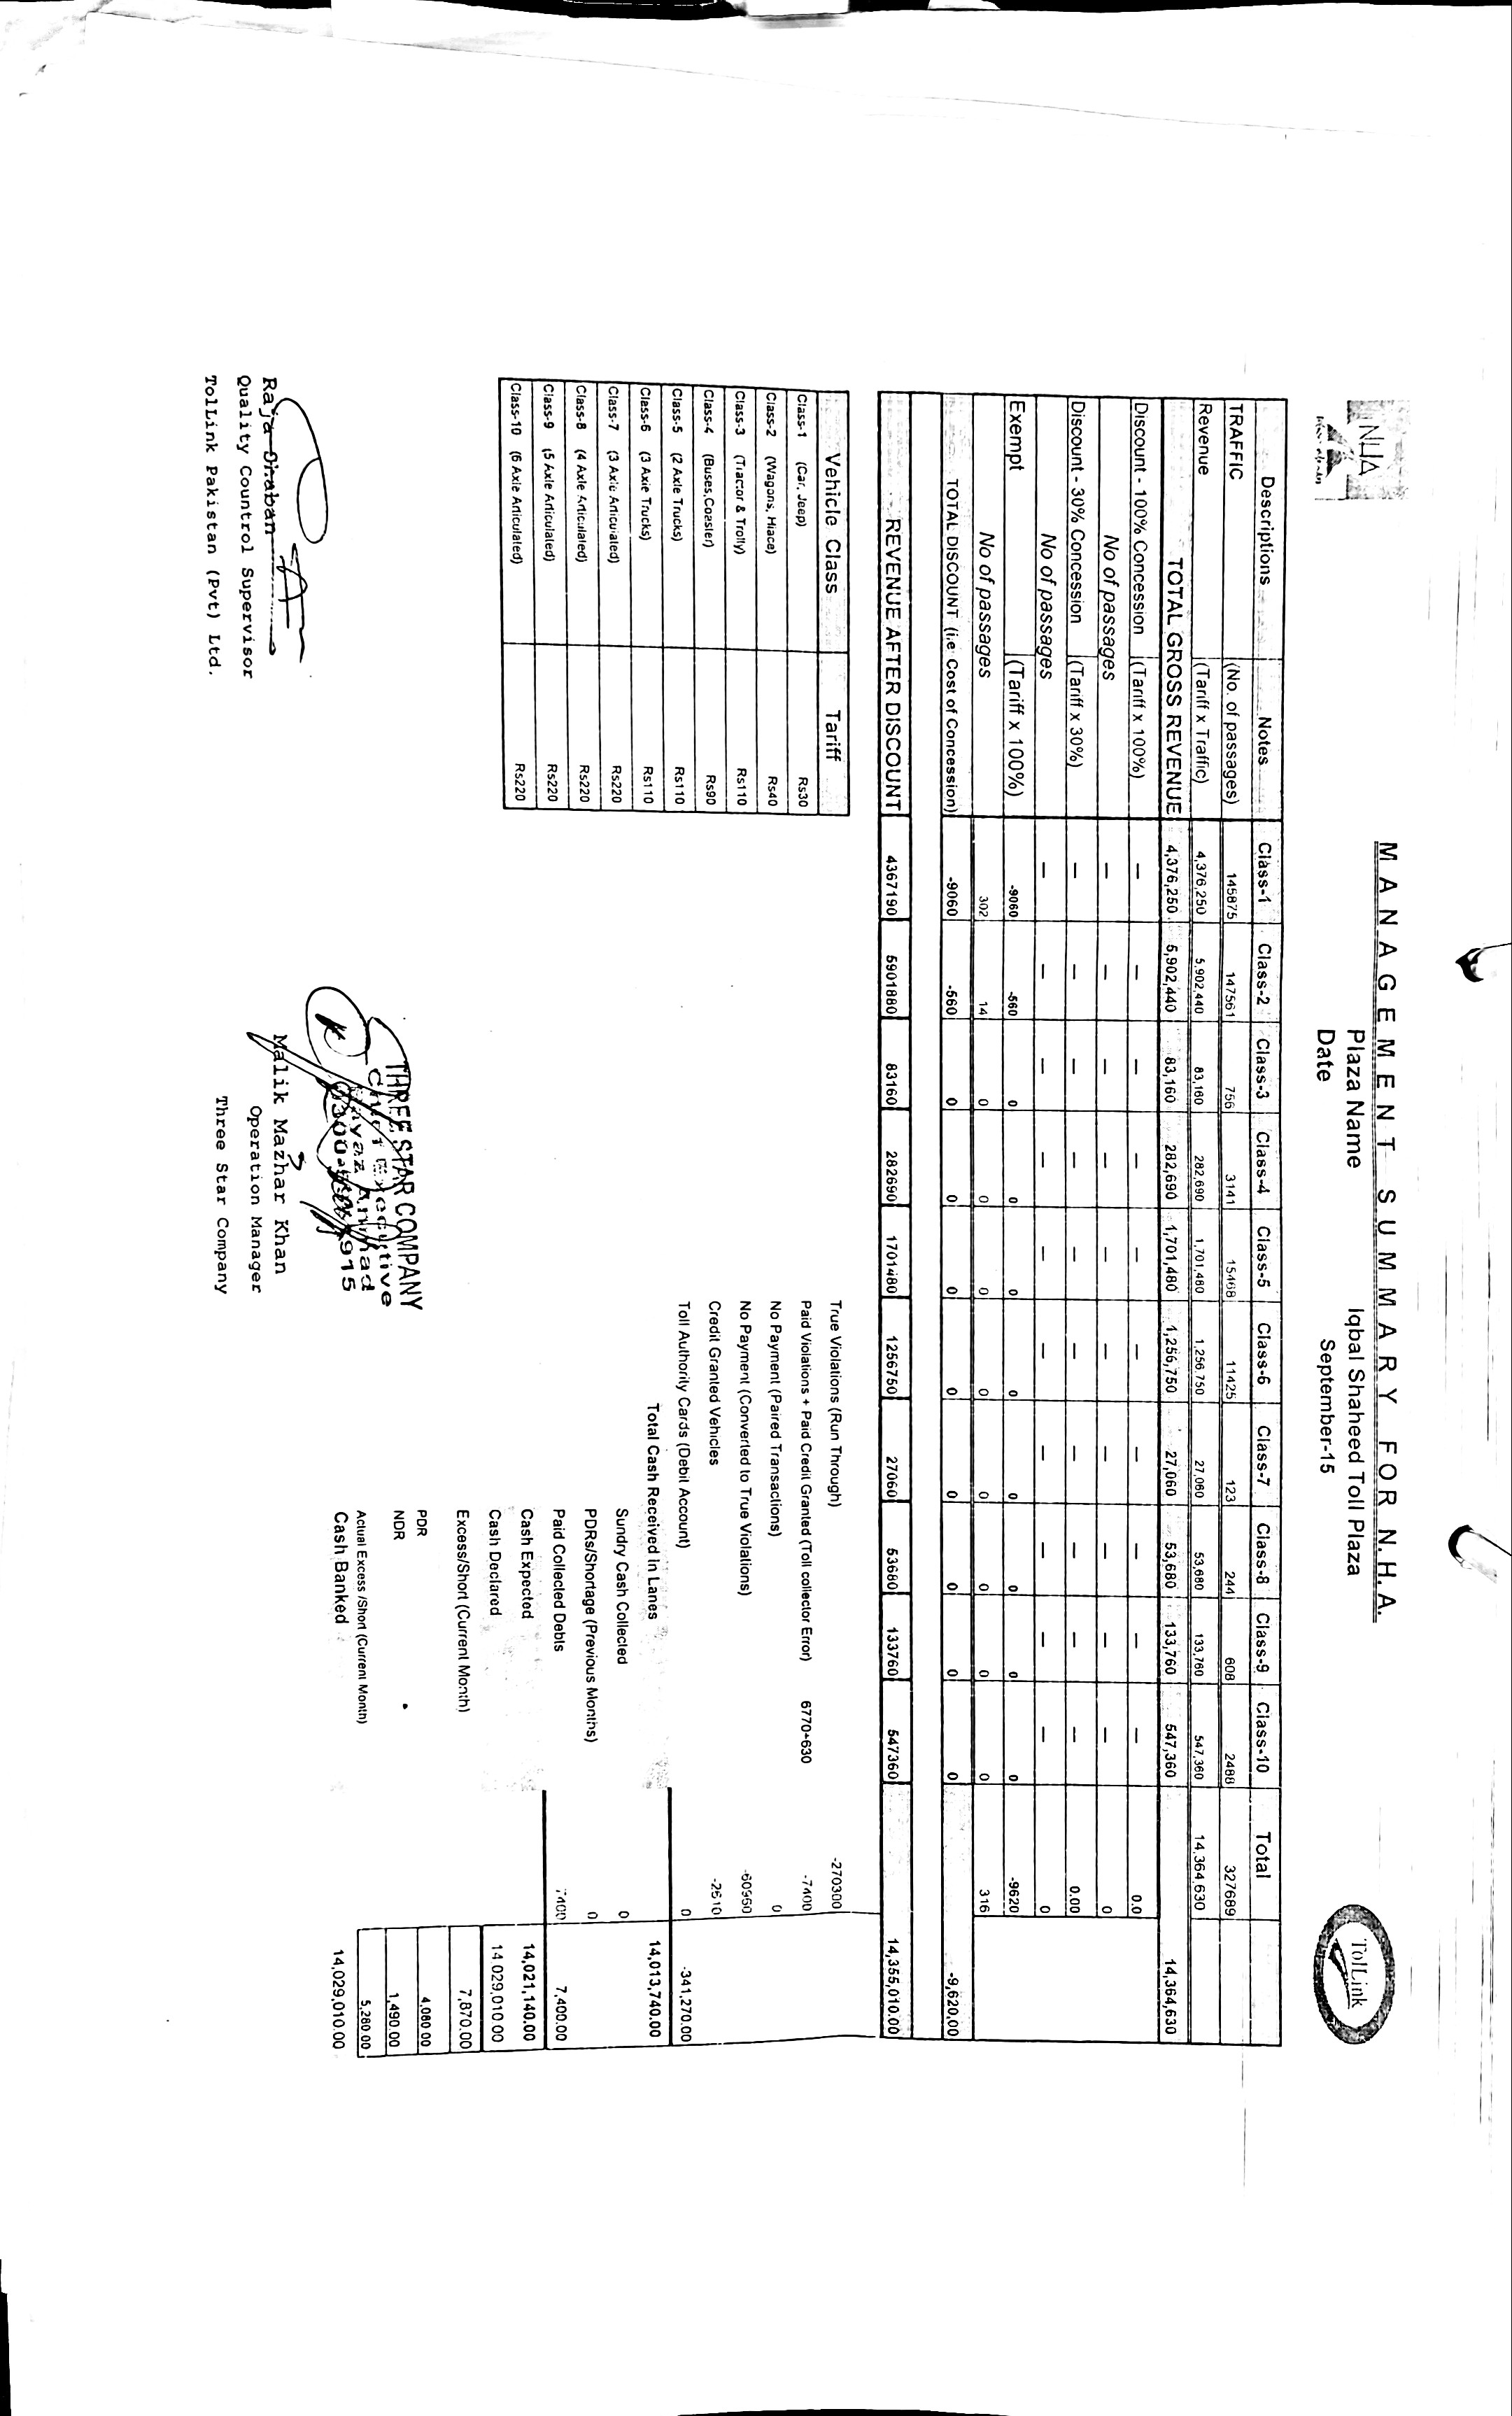 MANAGEMENT SUMMARY FOR N.H.A.
NHA
Plaza Name Iqbal Shaheed Toll Plaza
TolLink
Date September-15
Descriptions Notes Class-1 Class-2 Class-3 Class-4 Class-5 Class-6 Class-7 Class-8 Class-9 Class-10 Total
TRAFFIC (No. of passages) 145875 147561 756 3141 15468 11425 123 244 608 2488 327689
Revenue (Tariff x Traffic) 4,376,250 5,902,440 83,160 282,690 1,701,480 1,256,750 27,060 53,680 133,760 547,360 14,364,630
TOTAL GROSS REVENUE 4,376,250 5,902,440 83,160 282,690 1,701,480 1,256,750 27,060 53,680 133,760 547,360 14,364,630
Discount - 100% Concession (Tariff x 100%) – – – – – – – – – – 0.0
No of passages – – – – – – – – – – 0
Discount - 30% Concession (Tariff x 30%) – – – – – – – – – – 0.00
No of passages – – – – – – – – – – 0
Exempt (Tariff x 100%) -9060 -560 0 0 0 0 0 0 0 0 -9620
No of passages 302 14 0 0 0 0 0 0 0 0 316
TOTAL DISCOUNT (i.e Cost of Concession) -9060 -560 0 0 0 0 0 0 0 0 -9,620.00
REVENUE AFTER DISCOUNT 4367190 5901880 83160 282690 1701480 1256750 27060 53680 133760 547360 14,355,010.00
Vehicle Class Tariff
Class-1 (Car, Jeep) Rs30
Class-2 (Wagons, Hiace) Rs40
Class-3 (Tractor & Trolly) Rs110
Class-4 (Buses,Coaster) Rs90
Class-5 (2 Axle Trucks) Rs110
Class-6 (3 Axle Trucks) Rs110
Class-7 (3 Axle Articulated) Rs220
Class-8 (4 Axle Articulated) Rs220
Class-9 (5 Axle Articulated) Rs220
Class-10 (6 Axle Articulated) Rs220
True Violations (Run Through) -270300
Paid Violations + Paid Credit Granted (Toll collector Error) 6770+630 -7400
No Payment (Paired Transactions) 0
No Payment (Converted to True Violations) -60960
Credit Granted Vehicles -2610
Toll Authority Cards (Debit Account) 0 -341,270.00
Total Cash Received In Lanes 14,013,740.00
Sundry Cash Collected 0
PDRs/Shortage (Previous Months) 0
Paid Collected Debts 7400 7,400.00
Cash Expected 14,021,140.00
Cash Declared 14,029,010.00
Excess/Short (Current Month) 7,870.00
PDR 4,080.00
NDR 1,490.00
Actual Excess /Short (Current Month) 5,280.00
Cash Banked 14,029,010.00
Raja
Quality Countrol Supervisor
TolLink Pakistan (Pvt) Ltd.
THREE STAR COMPANY
Chief Executive
Malik Mazhar Khan
Operation Manager
Three Star Company